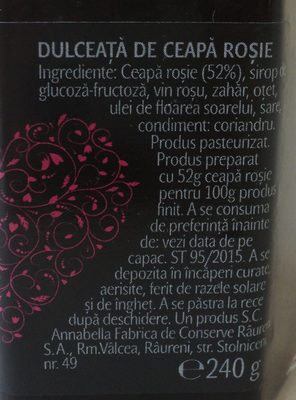 DULCEAȚĂ DE CEAPĂ ROȘIE
Ingrediente: Ceapă roșie (52%), sirop de
glucoză-fructoză, vin roșu, zahăr, oțet,
ulei de floarea soarelui, sare,
condiment: coriandru.
Produs pasteurizat.
Produs preparat
cu 52g ceapă roșie
pentru 100g produs
finit. A se consuma
de preferință înainte
de: vezi data de pe
capac. ST 95/2015. A se
depozita în încăperi curate,
aerisite, ferit de razele solare
și de îngheț. A se păstra la rece
după deschidere. Un produs S.C.
Annabella Fabrica de Conserve Râureni
S.A., Rm.Vâlcea, Râureni, str. Stolnicen
nr. 49
℮ 240 g